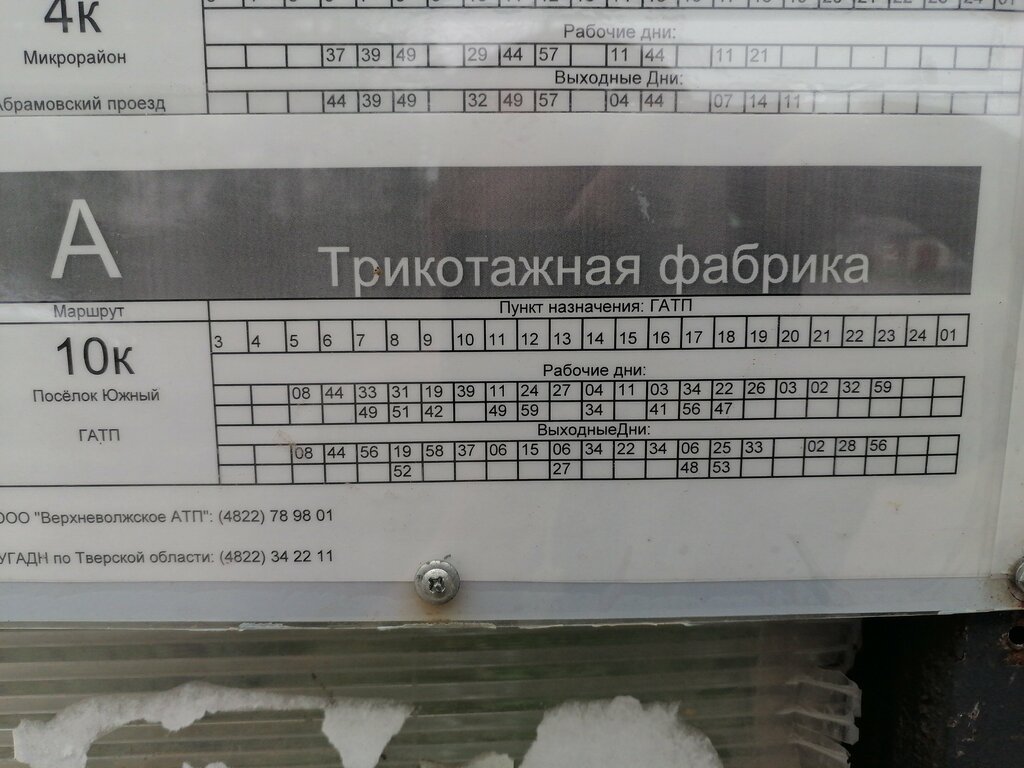 4к
Рабочие дни:
Микрорайон
37 39 49 29 44 57 11 44 11 21
Выходные Дни:
Абрамовский проезд
44 39 49 32 49 57 04 44 07 14 11
А
Трикотажная фабрика
Маршрут
Пункт назначения: ГАТП
10к
3 4 5 6 7 8 9 10 11 12 13 14 15 16 17 18 19 20 21 22 23 24 01
Рабочие дни:
Посёлок Южный
08 44 33 31 19 39 11 24 27 04 11 03 34 22 26 03 02 32 59
49 51 42 49 59 34 41 56 47
ГАТП
ВыходныеДни:
08 44 56 19 58 37 06 15 06 34 22 34 06 25 33 02 28 56
52 27 48 53
ООО "Верхневолжское АТП": (4822) 78 98 01
УГАДН по Тверской области: (4822) 34 22 11